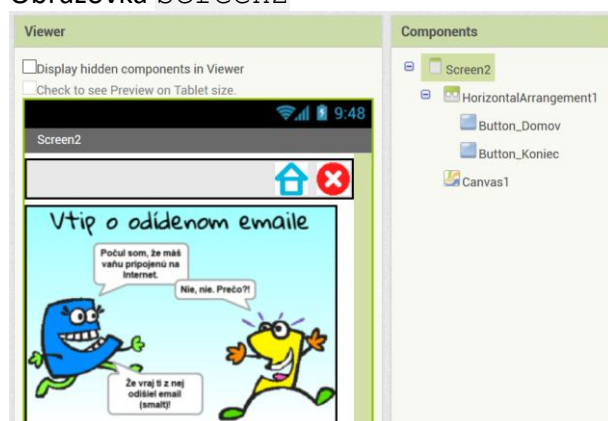 Obrazovka Screen2
Viewer
Display hidden components in Viewer
Check to see Preview on Tablet size.
9:48
Screen2
Vtip o odídenom emaile
Počul som, že máš
vaňu pripojenú na
Internet.
Nie, nie. Prečo?!
Že vraj ti z nej
odišiel email
(smalt)!
Components
Screen2
HorizontalArrangement1
Button_Domov
Button_Koniec
Canvas1